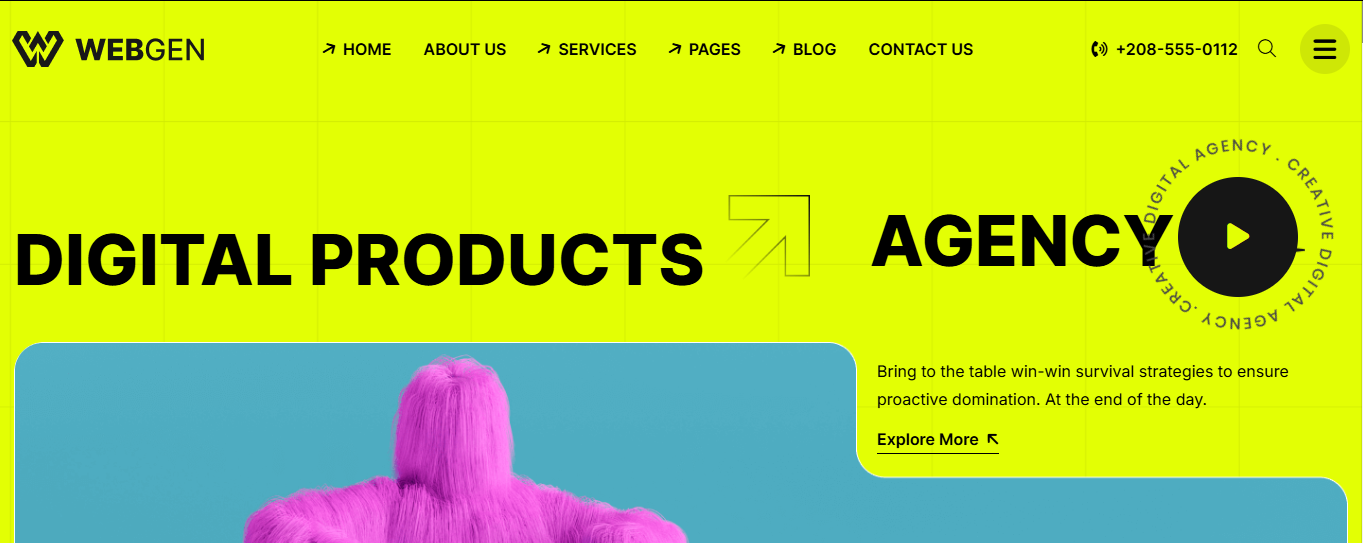 WEBGEN
HOME
ABOUT US
SERVICES
PAGES
BLOG
CONTACT US
+208-555-0112
DIGITAL PRODUCTS
AGENCY
DIGITAL AGENCY . CREATIVE DIGITAL AGENCY . CREATIVE
Bring to the table win-win survival strategies to ensure
proactive domination. At the end of the day.
Explore More